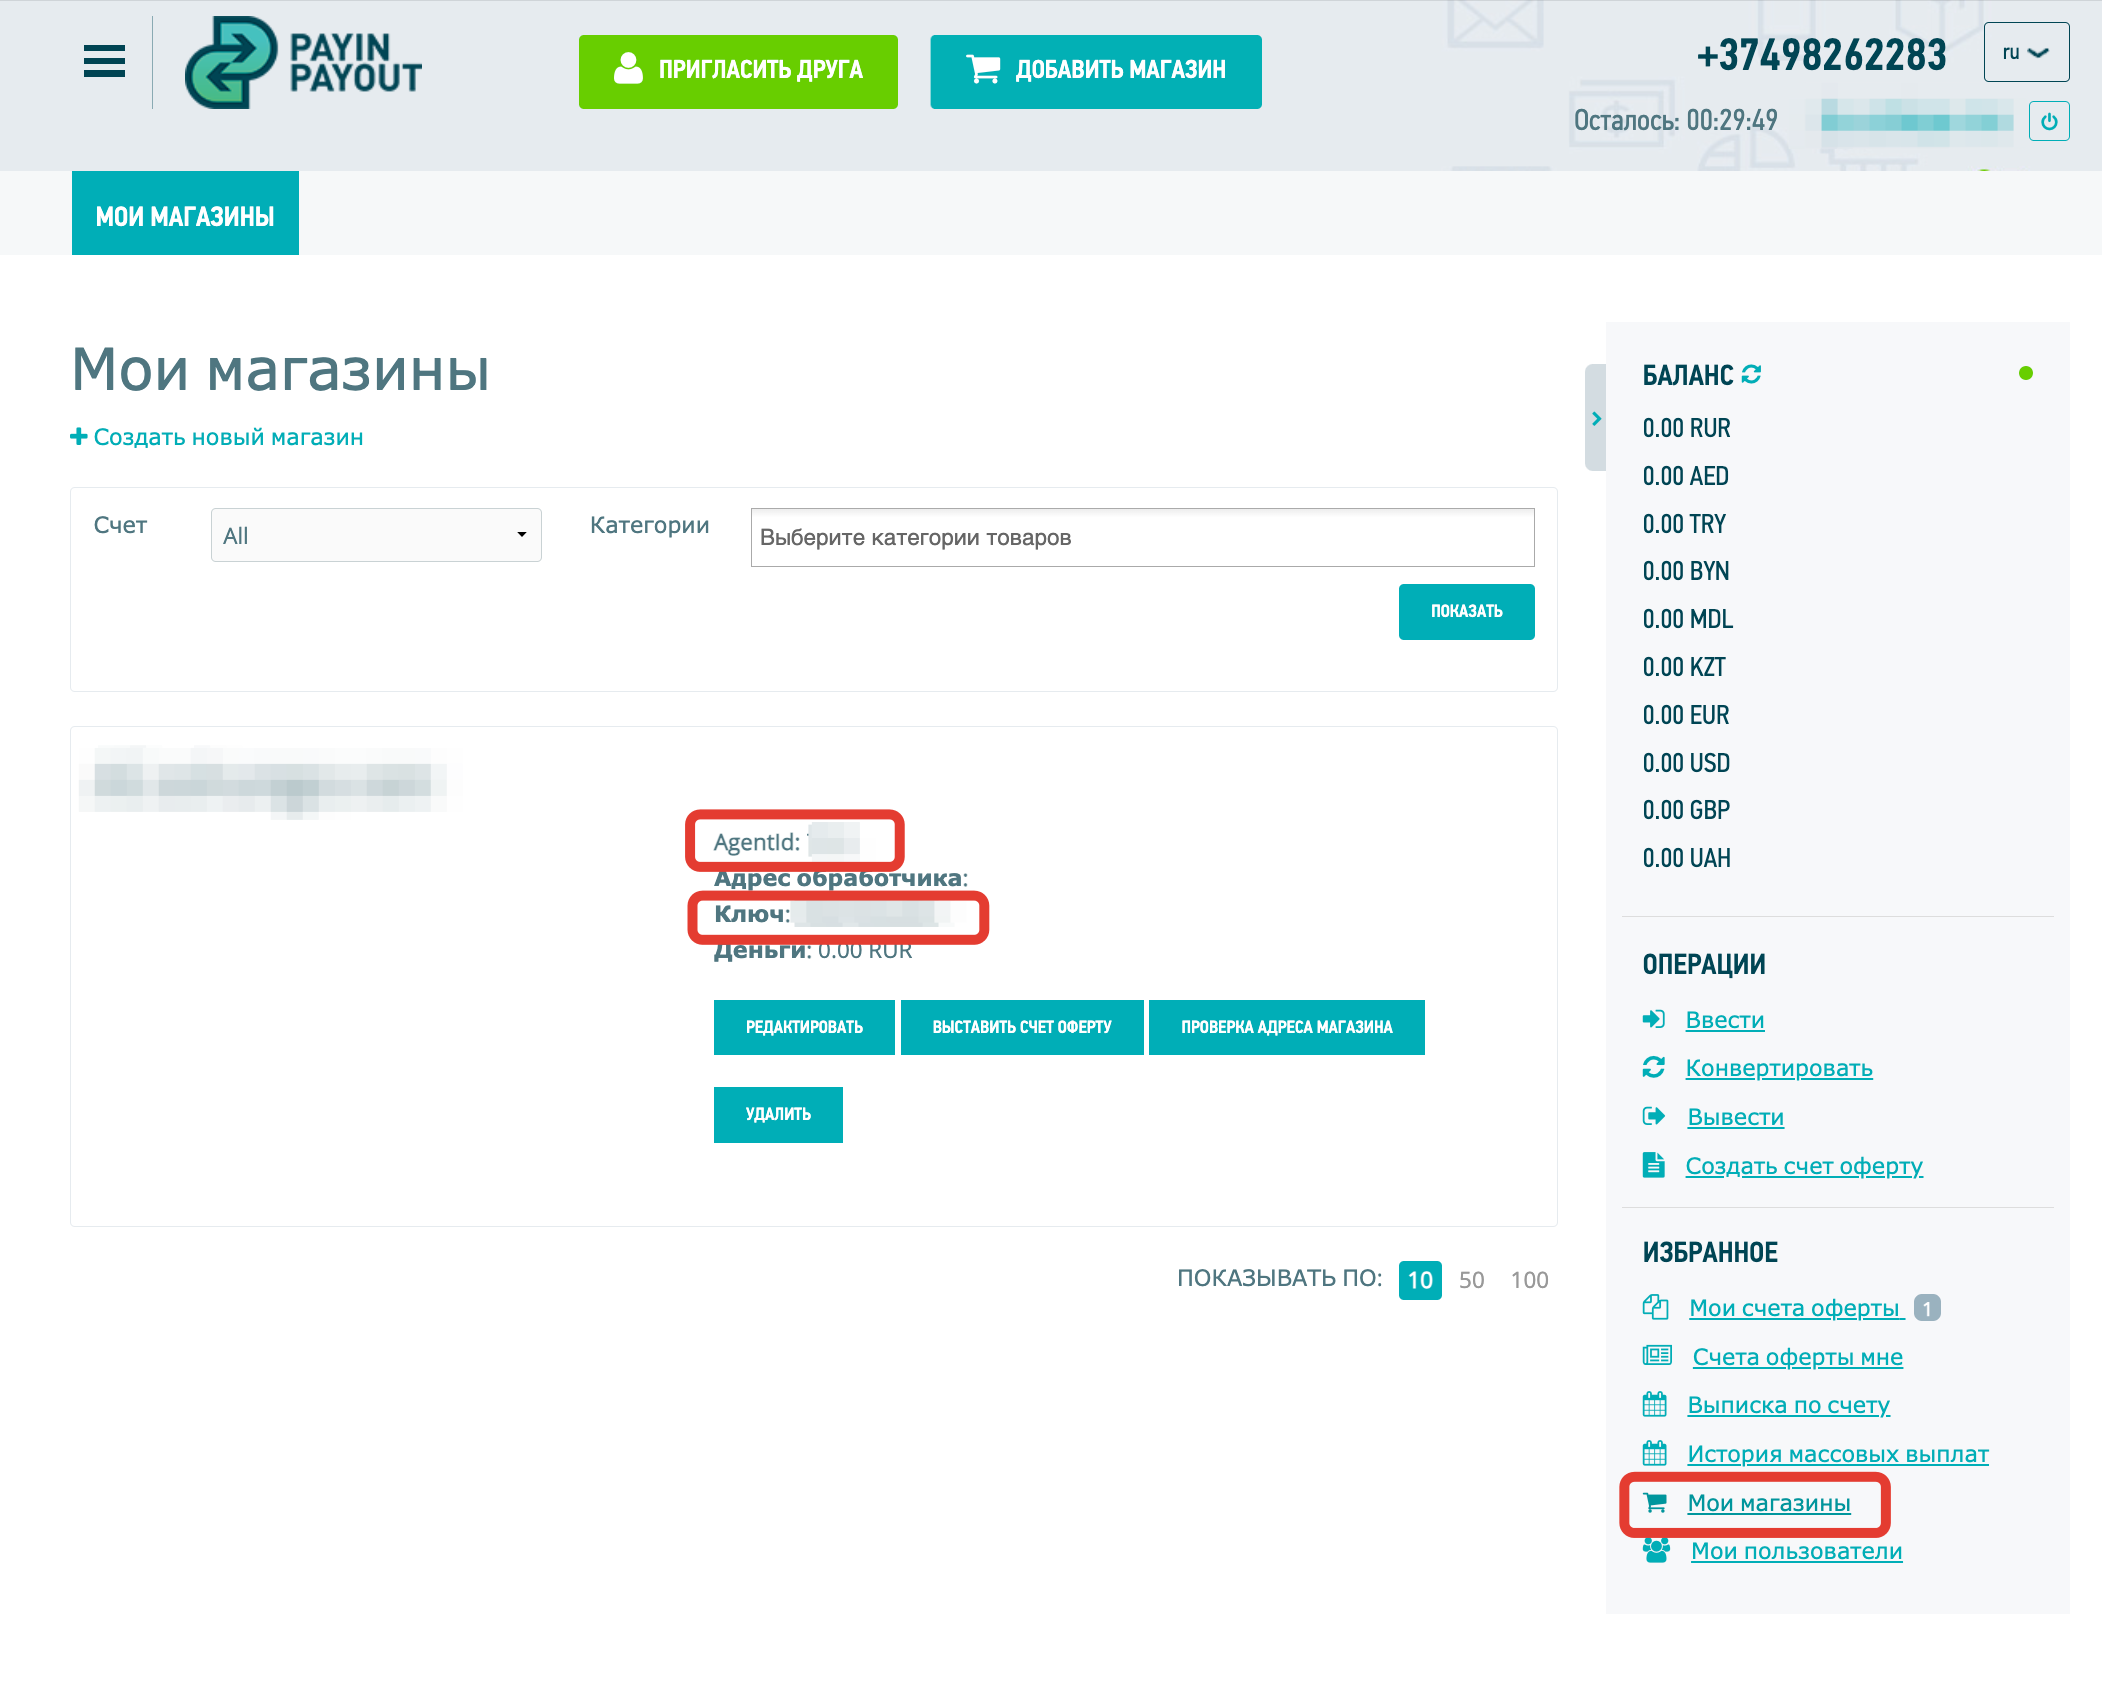 PAYIN
PAYOUT
ПРИГЛАСИТЬ ДРУГА
ДОБАВИТЬ МАГАЗИН
+37498262283
ru
Осталось: 00:29:49
МОИ МАГАЗИНЫ
Мои магазины
Создать новый магазин
Счет
All
Категории
Выберите категории товаров
ПОКАЗАТЬ
AgentId:
Адрес обработчика:
Ключ:
Деньги: 0.00 RUR
РЕДАКТИРОВАТЬ
ВЫСТАВИТЬ СЧЕТ ОФЕРТУ
ПРОВЕРКА АДРЕСА МАГАЗИНА
УДАЛИТЬ
ПОКАЗЫВАТЬ ПО: 10 50 100
БАЛАНС
0.00 RUR
0.00 AED
0.00 TRY
0.00 BYN
0.00 MDL
0.00 KZT
0.00 EUR
0.00 USD
0.00 GBP
0.00 UAH
ОПЕРАЦИИ
Ввести
Конвертировать
Вывести
Создать счет оферту
ИЗБРАННОЕ
Мои счета оферты 1
Счета оферты мне
Выписка по счету
История массовых выплат
Мои магазины
Мои пользователи